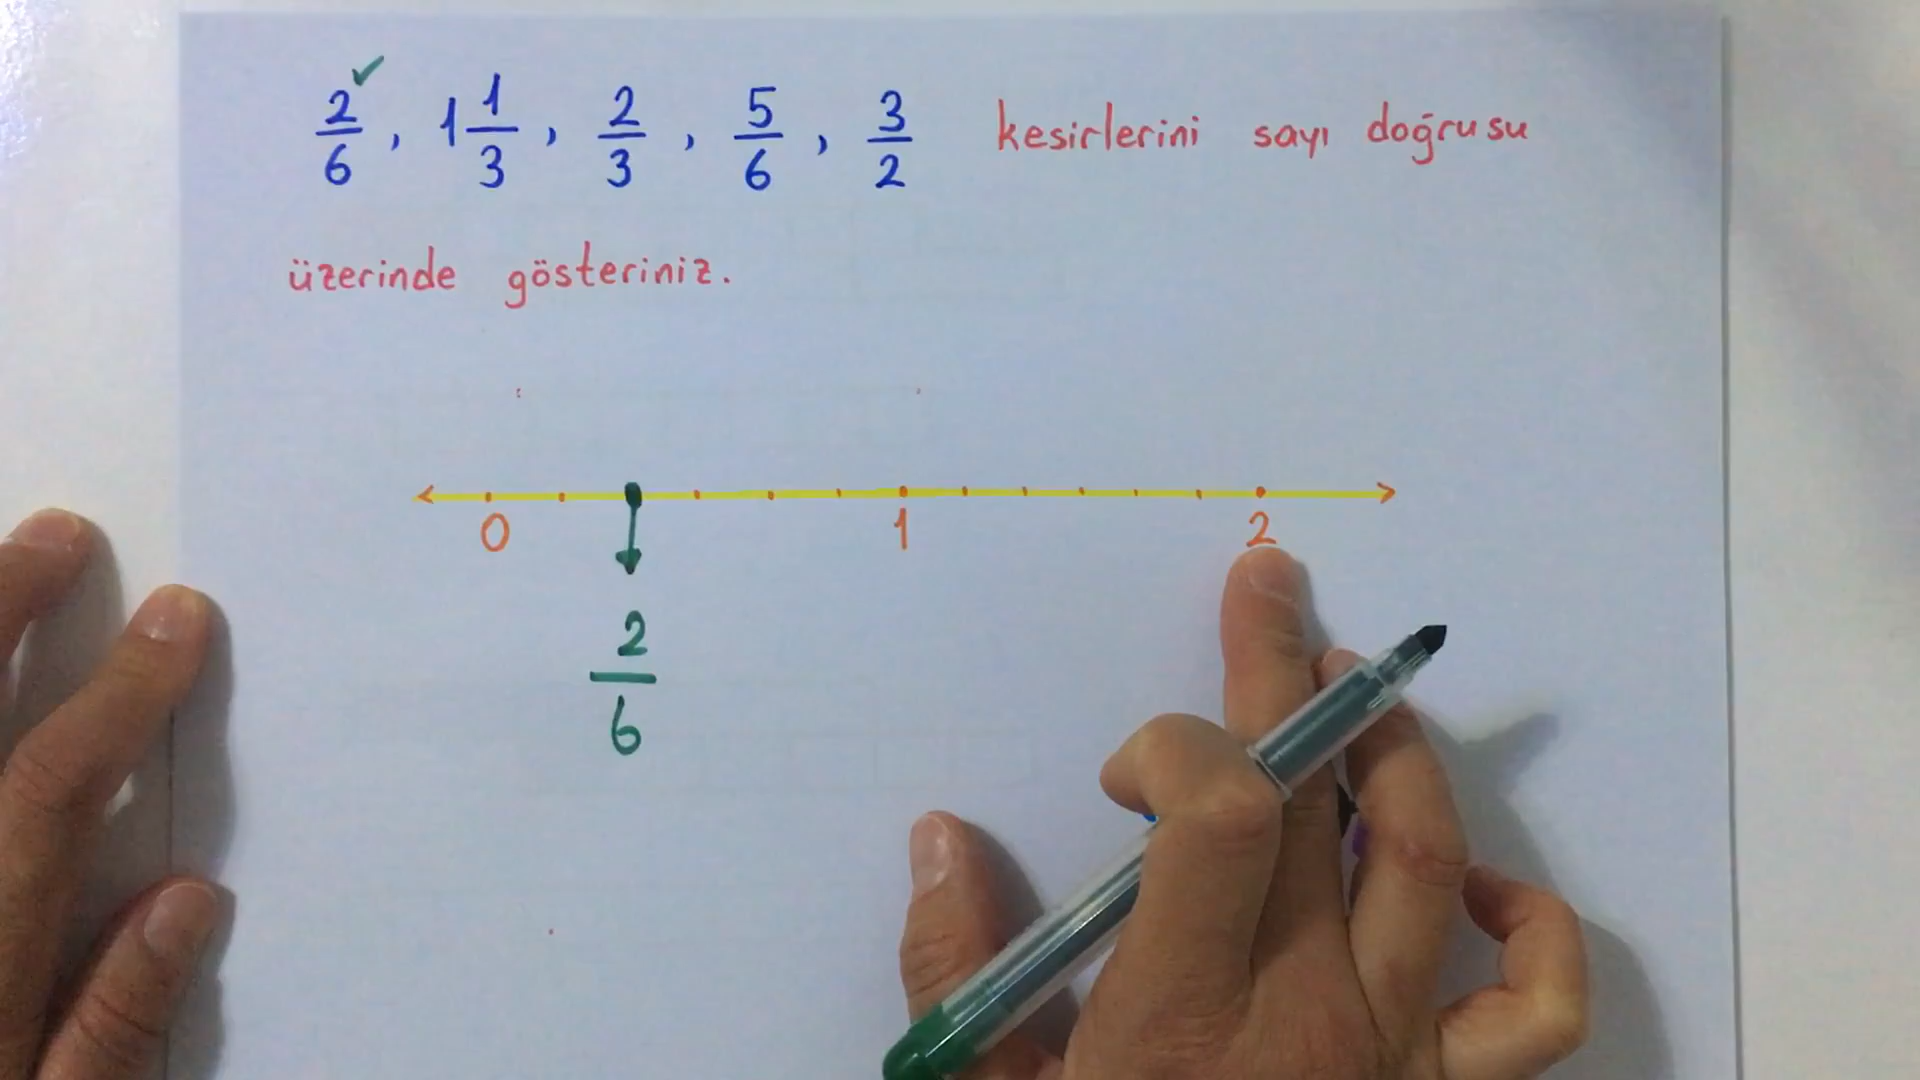 2/6 , 1 1/3 , 2/3 , 5/6 , 3/2 kesirlerini sayı doğrusu
üzerinde gösteriniz.
0 1 2
2/6